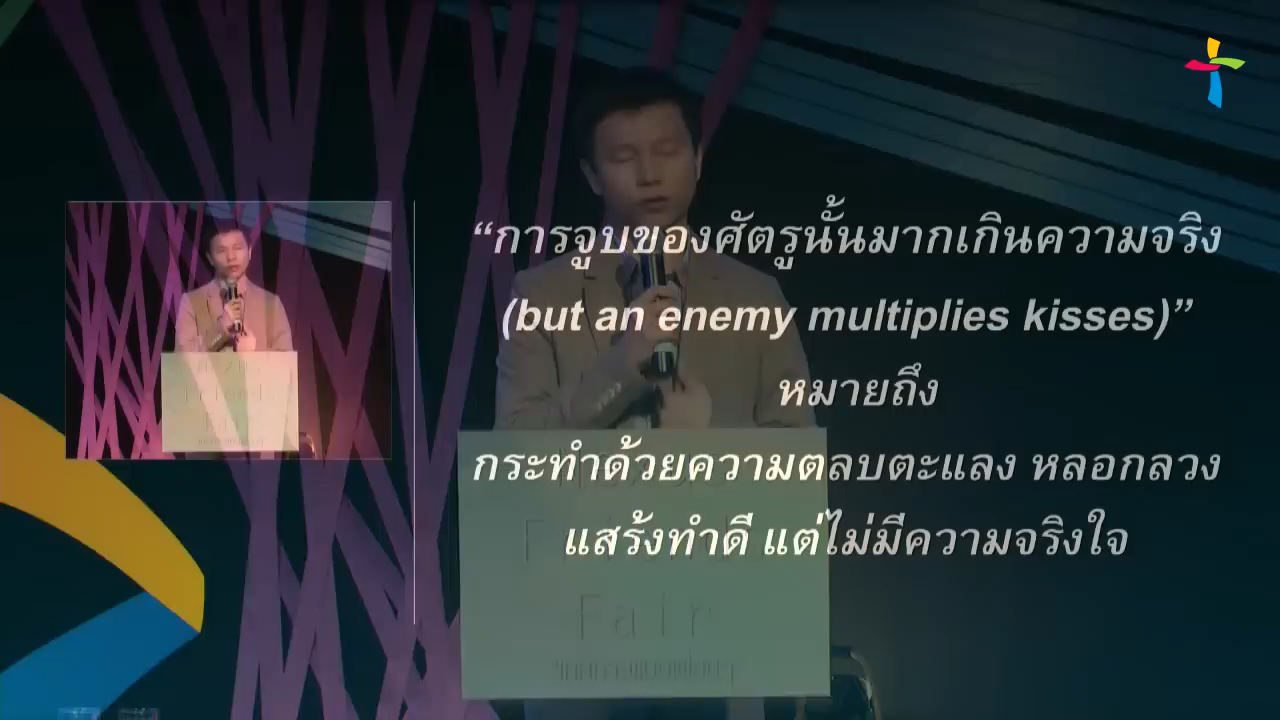 “การจูบของศัตรูนั้นมากเกินความจริง
(but an enemy multiplies kisses)”
หมายถึง
กระทำด้วยความตลบตะแลง หลอกลวง
แสร้งทำดี แต่ไม่มีความจริงใจ
Fair